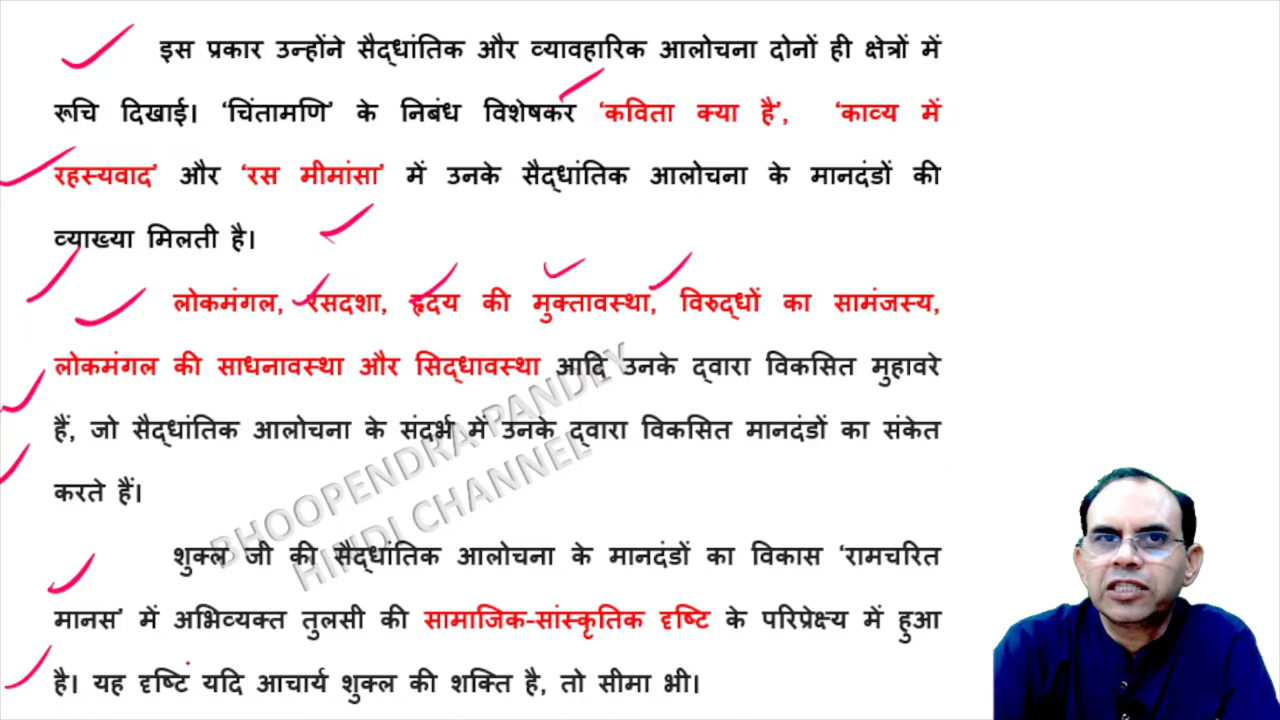 इस प्रकार उन्होंने सैद्धांतिक और व्यावहारिक आलोचना दोनों ही क्षेत्रों में
रूचि दिखाई। ‘चिंतामणि’ के निबंध विशेषकर ‘कविता क्या है’, ‘काव्य में
रहस्यवाद’ और ‘रस मीमांसा’ में उनके सैद्धांतिक आलोचना के मानदंडों की
व्याख्या मिलती है।
लोकमंगल, रसदशा, हृदय की मुक्तावस्था, विरुद्धों का सामंजस्य,
लोकमंगल की साधनावस्था और सिद्धावस्था आदि उनके द्वारा विकसित मुहावरे
हैं, जो सैद्धांतिक आलोचना के संदर्भ में उनके द्वारा विकसित मानदंडों का संकेत
करते हैं।
शुक्ल जी की सैद्धांतिक आलोचना के मानदंडों का विकास ‘रामचरित
मानस’ में अभिव्यक्त तुलसी की सामाजिक-सांस्कृतिक दृष्टि के परिप्रेक्ष्य में हुआ
है। यह दृष्टि यदि आचार्य शुक्ल की शक्ति है, तो सीमा भी।
BHOOPENDRA PANDEY
HINDI CHANNEL